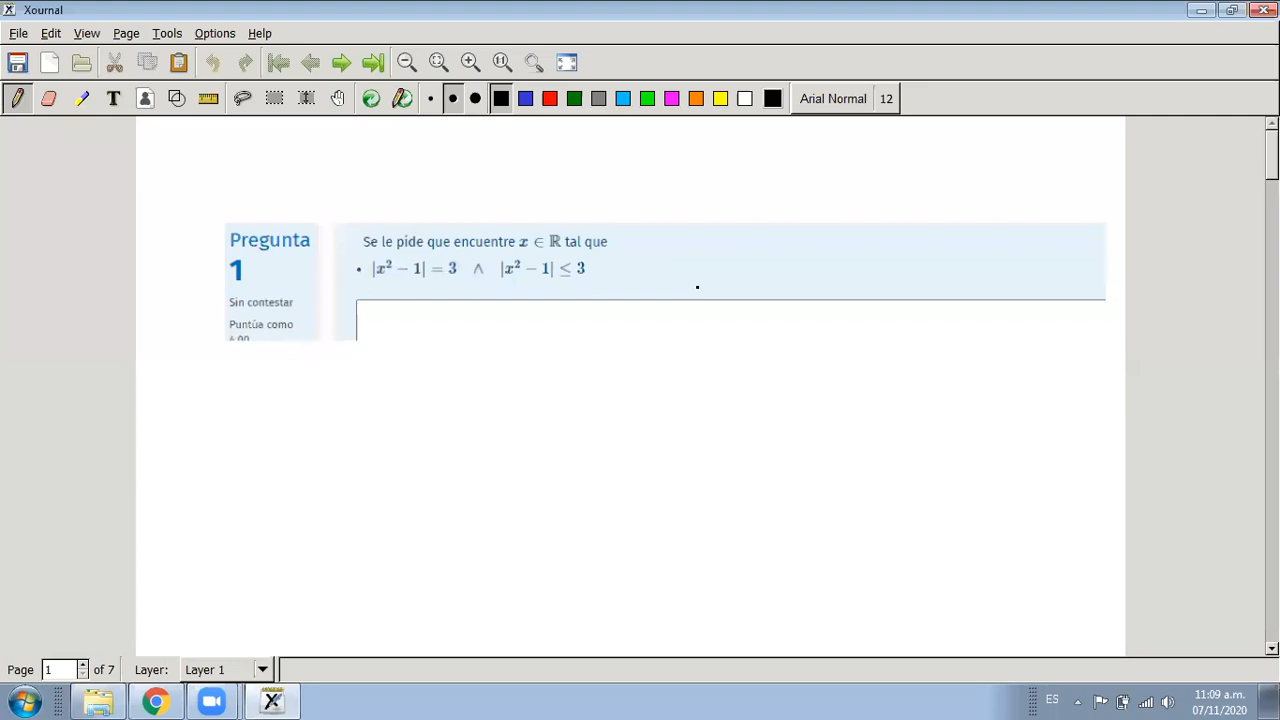 Xournal
File Edit View Page Tools Options Help
Arial Normal 12
Pregunta
1
Sin contestar
Puntúa como
Se le pide que encuentre x ∈ ℝ tal que
• |x² − 1| = 3 ∧ |x² − 1| ≤ 3
Page 1 of 7 Layer: Layer 1
ES
11:09 a.m.
07/11/2020